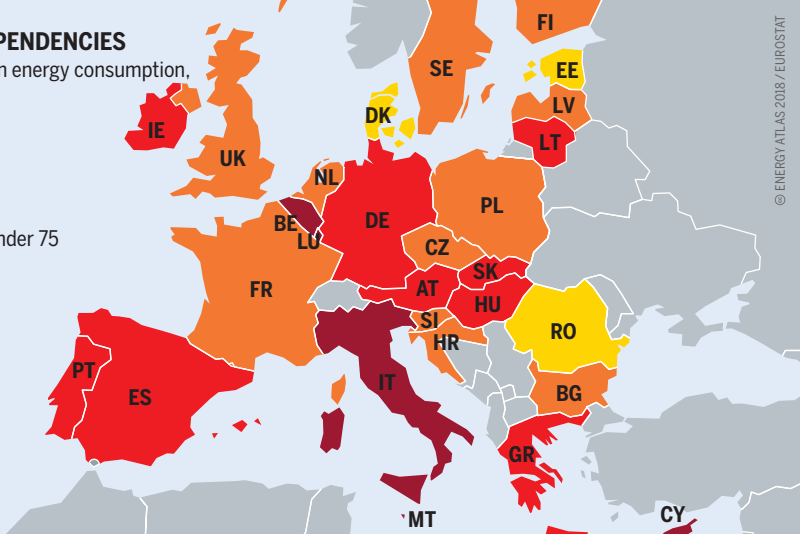 PENDENCIES
n energy consumption,
nder 75
© ENERGY ATLAS 2018 / EUROSTAT
FI
SE
EE
LV
DK
LT
IE
UK
NL
PL
BE
DE
LU
CZ
FR
SK
AT
HU
SI
RO
HR
PT
IT
BG
ES
GR
MT
CY